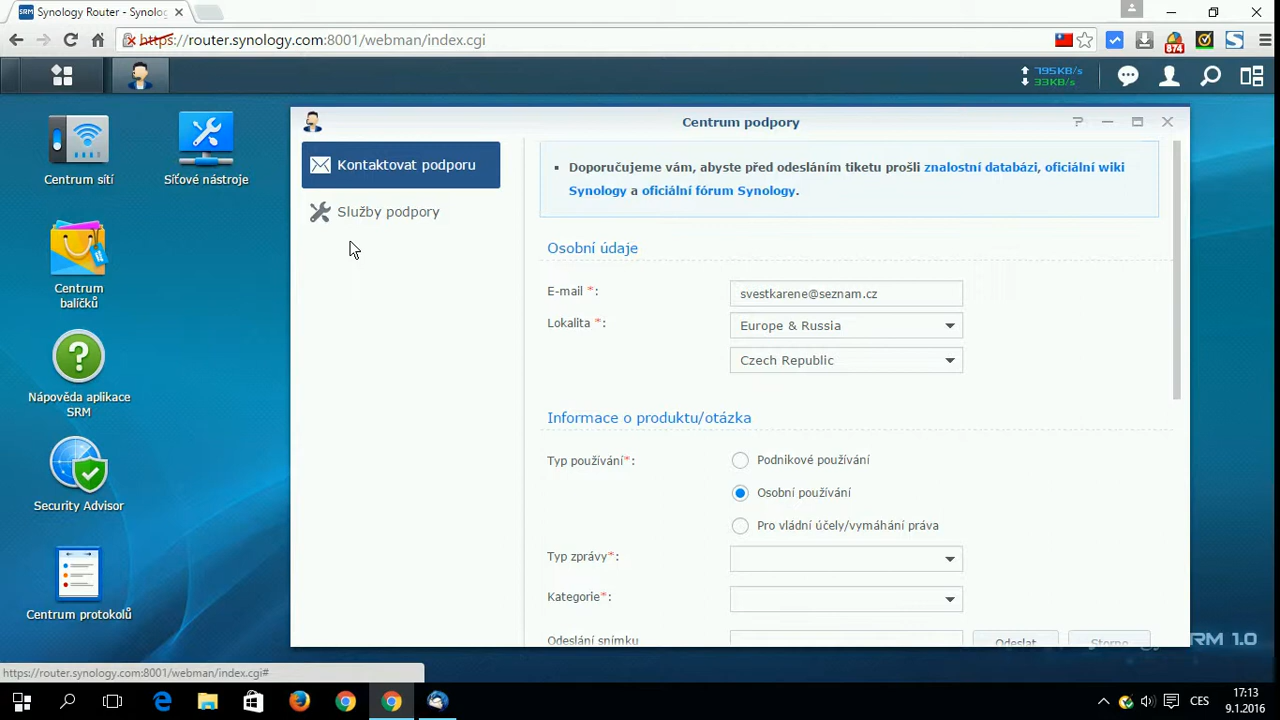 Synology Router - Synolog
https://router.synology.com:8001/webman/index.cgi
874
795KB/s
33KB/s
Centrum sítí
Síťové nástroje
Centrum balíčků
Nápověda aplikace SRM
Security Advisor
Centrum protokolů
Centrum podpory
Kontaktovat podporu
Služby podpory
Doporučujeme vám, abyste před odesláním tiketu prošli znalostní databázi, oficiální wiki
Synology a oficiální fórum Synology.
Osobní údaje
E-mail *:
svestkarene@seznam.cz
Lokalita *:
Europe & Russia
Czech Republic
Informace o produktu/otázka
Typ používání*:
Podnikové používání
Osobní používání
Pro vládní účely/vymáhání práva
Typ zprávy*:
Kategorie*:
Odeslání snímku
Odeslat
Storno
SRM 1.0
https://router.synology.com:8001/webman/index.cgi#
CES
17:13
9.1.2016